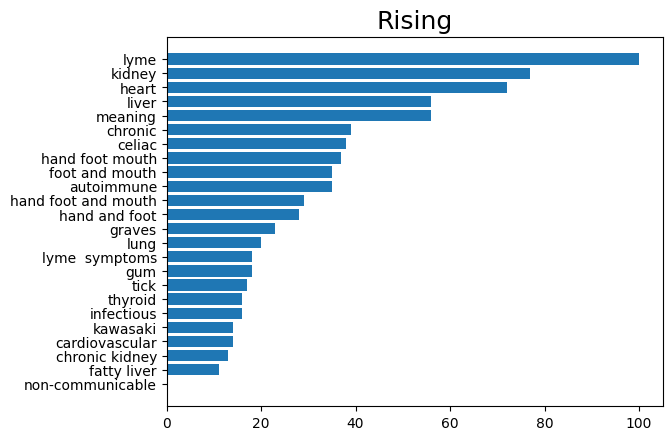 Rising
lyme
kidney
heart
liver
meaning
chronic
celiac
hand foot mouth
foot and mouth
autoimmune
hand foot and mouth
hand and foot
graves
lung
lyme  symptoms
gum
tick
thyroid
infectious
kawasaki
cardiovascular
chronic kidney
fatty liver
non-communicable
0 20 40 60 80 100